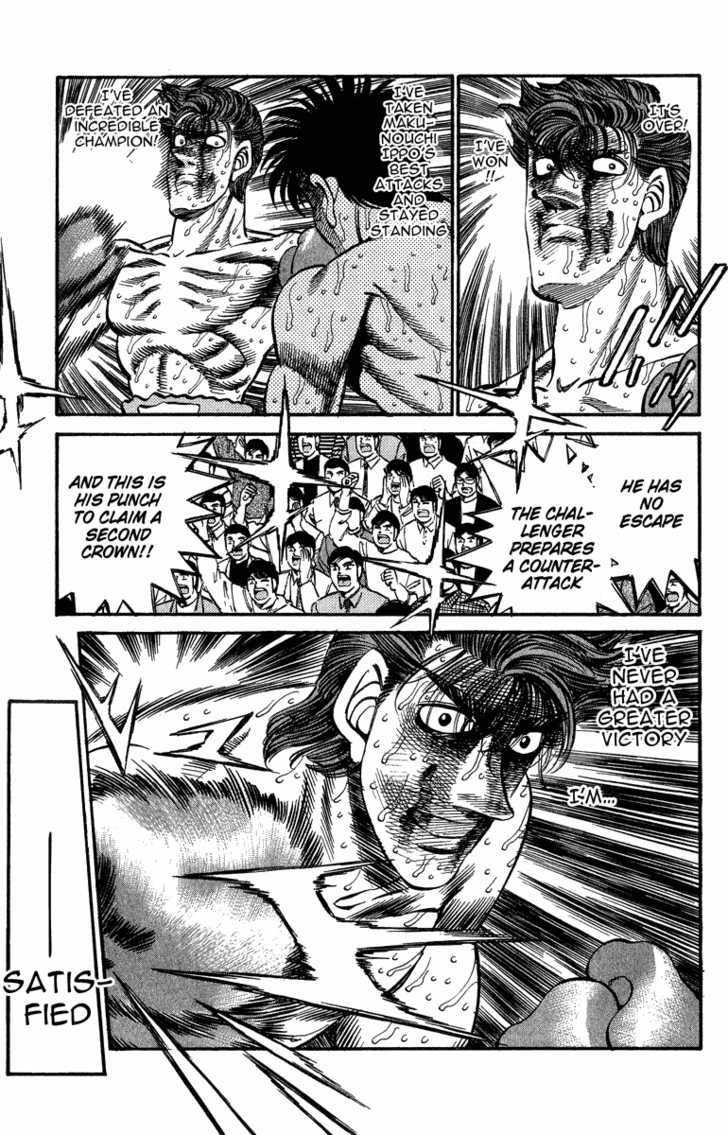 IT'S
OVER!
I'VE
WON
!!
I'VE
TAKEN
MAKU-
NOUCHI
IPPO'S
BEST
ATTACKS
AND
STAYED
STANDING
I'VE
DEFEATED AN
INCREDIBLE
CHAMPION!
HE HAS
NO
ESCAPE
THE CHAL-
LENGER
PREPARES
A COUNTER-
ATTACK
AND THIS IS
HIS PUNCH
TO CLAIM A
SECOND
CROWN!!
I'VE
NEVER
HAD A
GREATER
VICTORY
I'M...
SATIS-
FIED